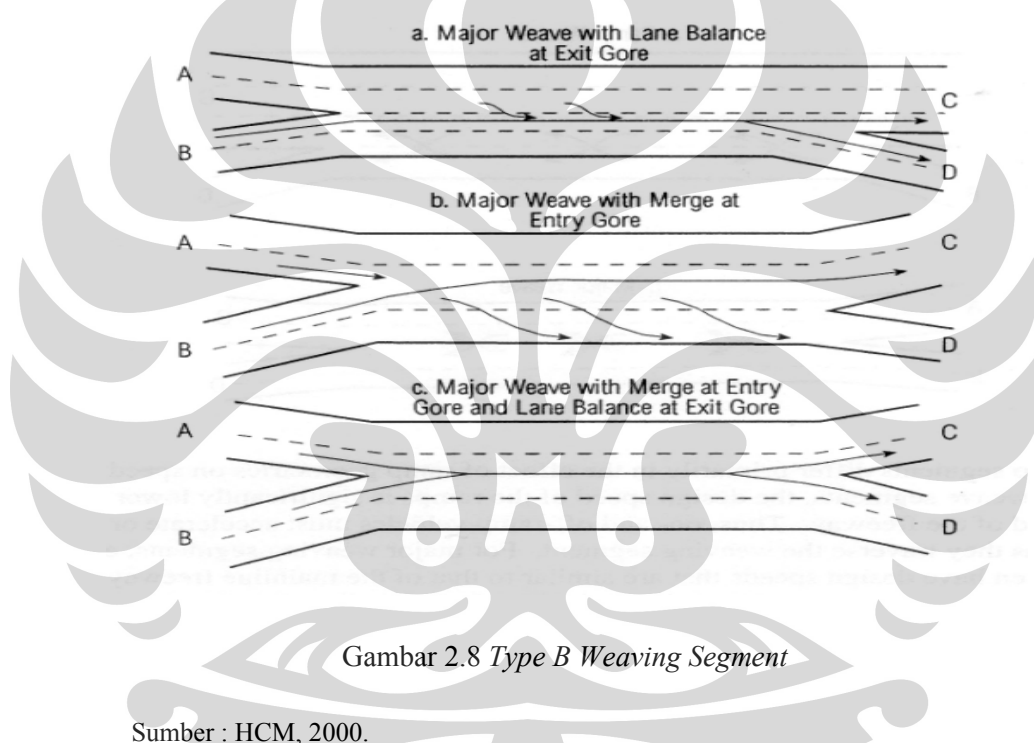 a. Major Weave with Lane Balance
at Exit Gore
A
C
B
D
b. Major Weave with Merge at
Entry Gore
A
C
B
D
c. Major Weave with Merge at Entry
Gore and Lane Balance at Exit Gore
A
C
B
D
Gambar 2.8 Type B Weaving Segment
Sumber : HCM, 2000.